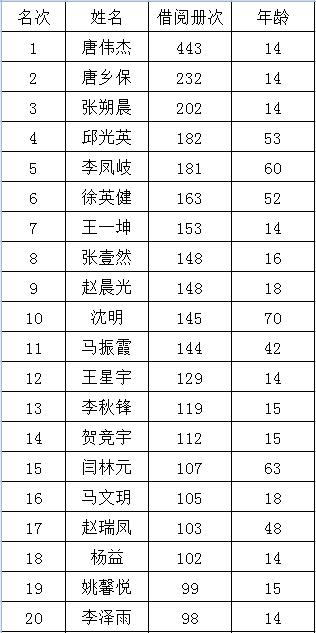 名次 姓名 借阅册次 年龄
1 唐伟杰 443 14
2 唐乡保 232 14
3 张朔晨 202 14
4 邱光英 182 53
5 李凤岐 181 60
6 徐英健 163 52
7 王一坤 153 14
8 张壹然 148 16
9 赵晨光 148 18
10 沈明 145 70
11 马振霞 144 42
12 王星宇 129 14
13 李秋锋 119 15
14 贺竞宇 112 15
15 闫林元 107 63
16 马文玥 105 18
17 赵瑞凤 103 48
18 杨益 102 14
19 姚馨悦 99 15
20 李泽雨 98 14